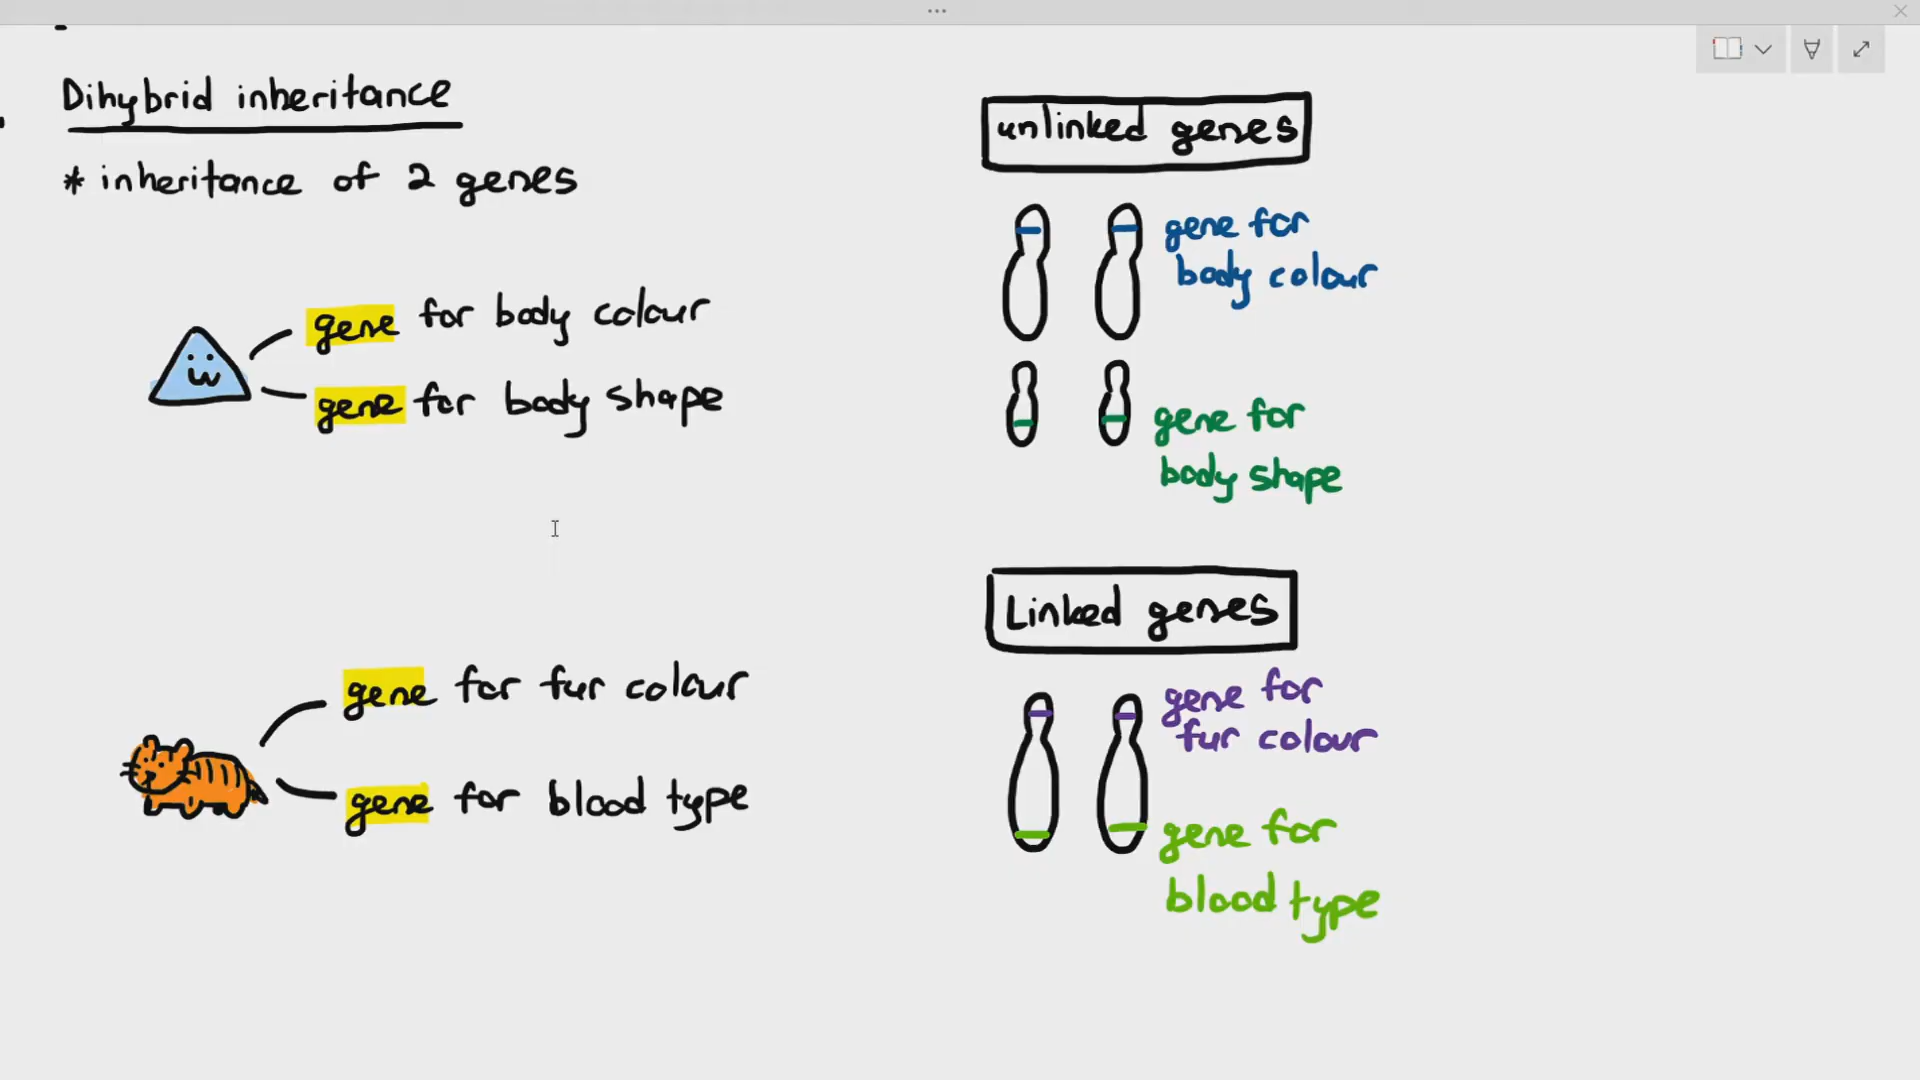 Dihybrid inheritance
* inheritance of 2 genes
gene for body colour
gene for body shape
gene for fur colour
gene for blood type
unlinked genes
gene for
body colour
gene for
body shape
Linked genes
gene for
fur colour
gene for
blood type